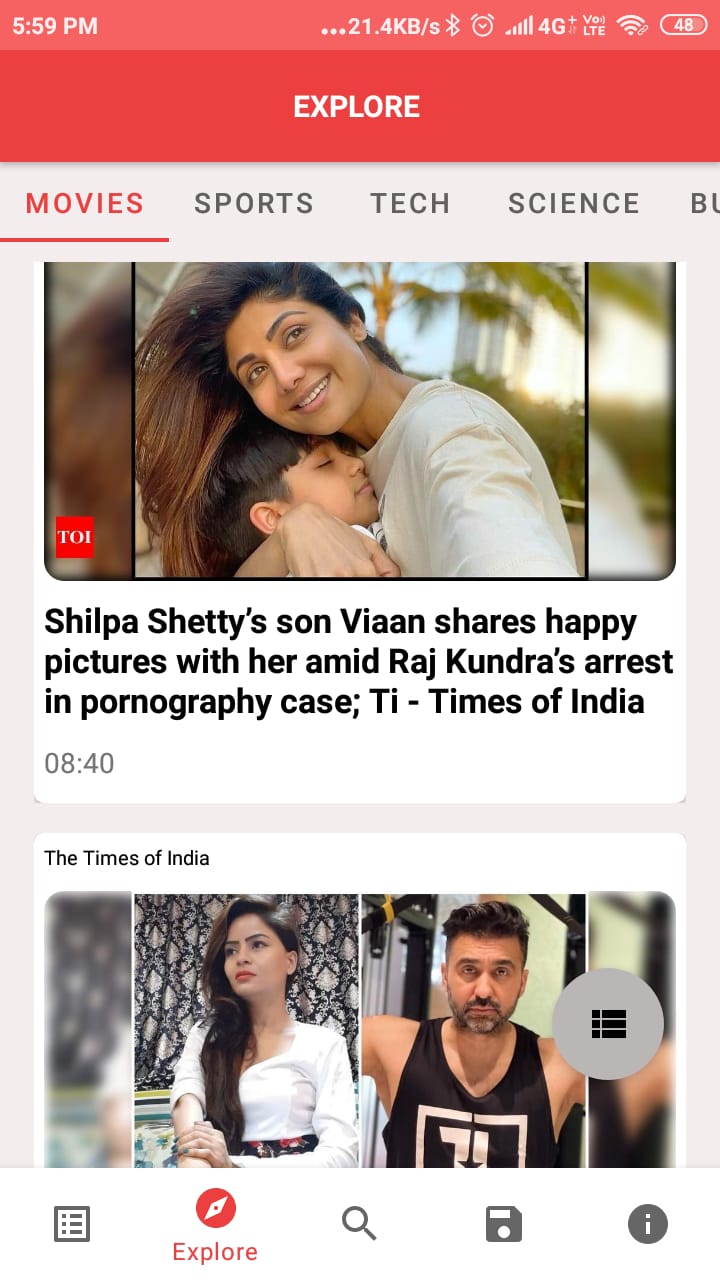 5:59 PM ...21.4KB/s 4G+ Vo) LTE 48
EXPLORE
MOVIES SPORTS TECH SCIENCE BU
TOI
Shilpa Shetty’s son Viaan shares happy
pictures with her amid Raj Kundra’s arrest
in pornography case; Ti - Times of India
08:40
The Times of India
Explore